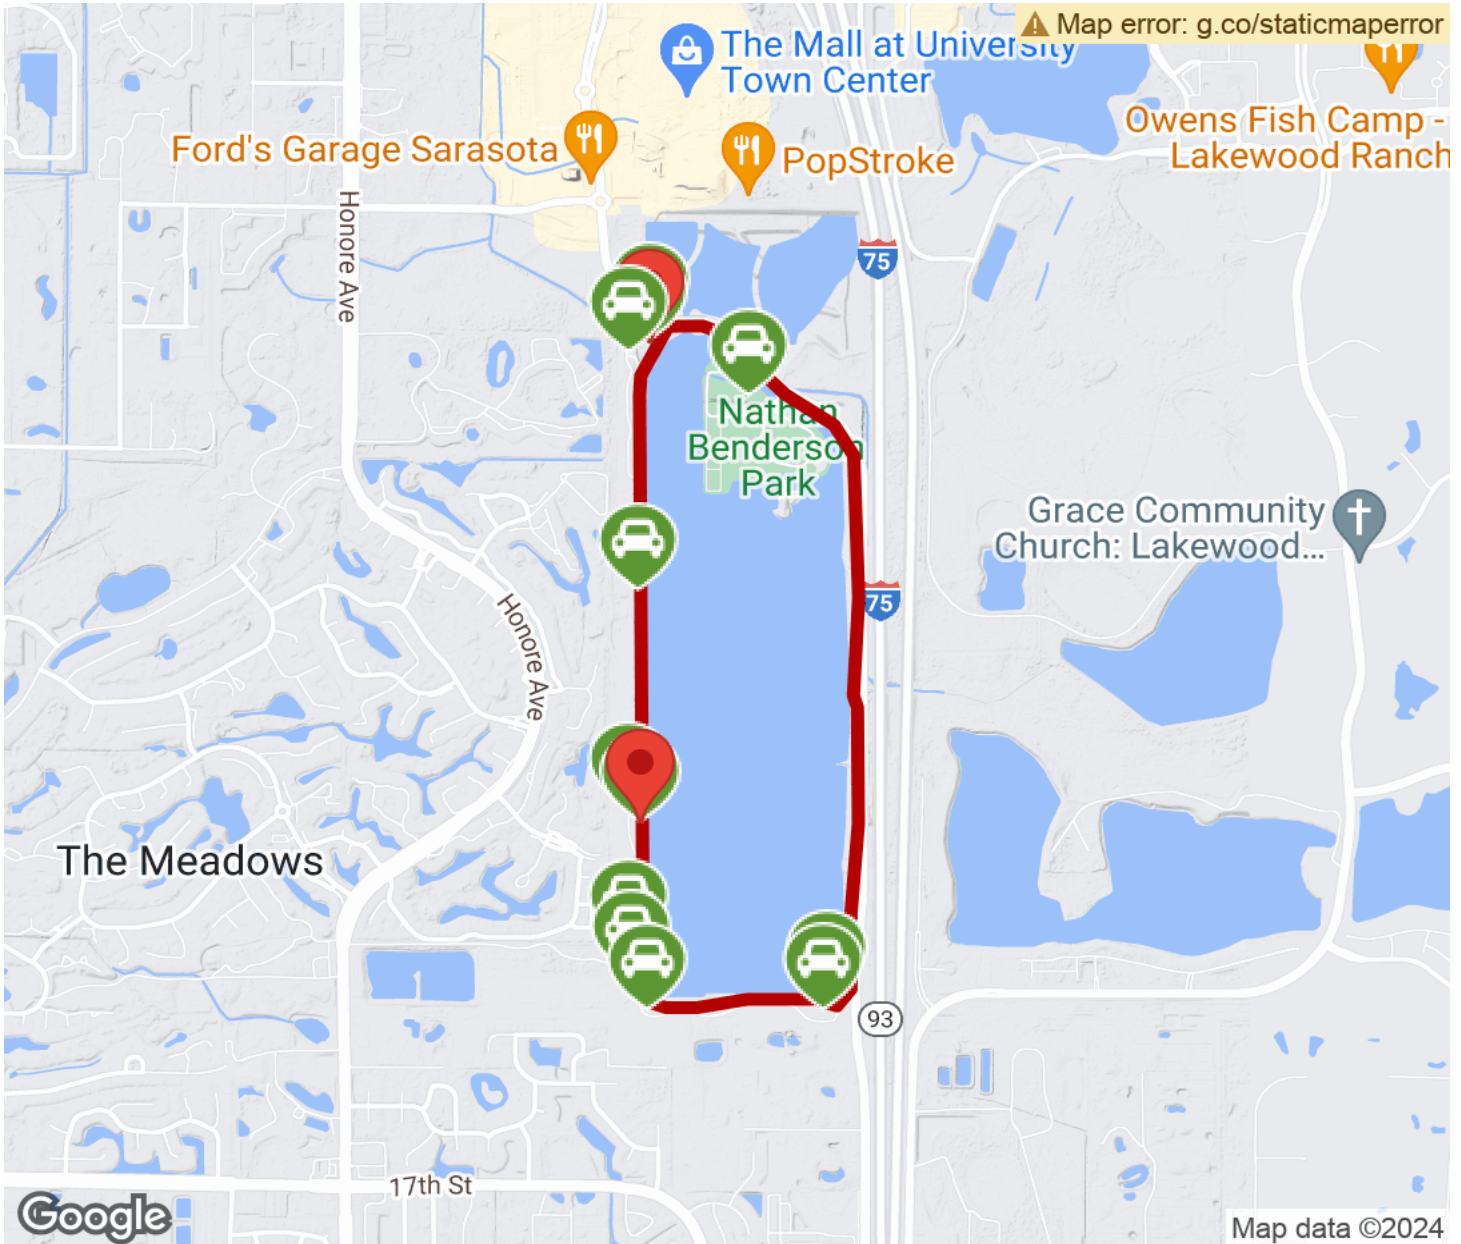 Map error: g.co/staticmaperror
The Mall at University
Town Center
Owens Fish Camp -
Lakewood Ranch
Ford's Garage Sarasota
PopStroke
Honore Ave
75
Nathan
Benderson
Park
Grace Community
Church: Lakewood...
75
Honore Ave
The Meadows
93
17th St
Google
Map data ©2024